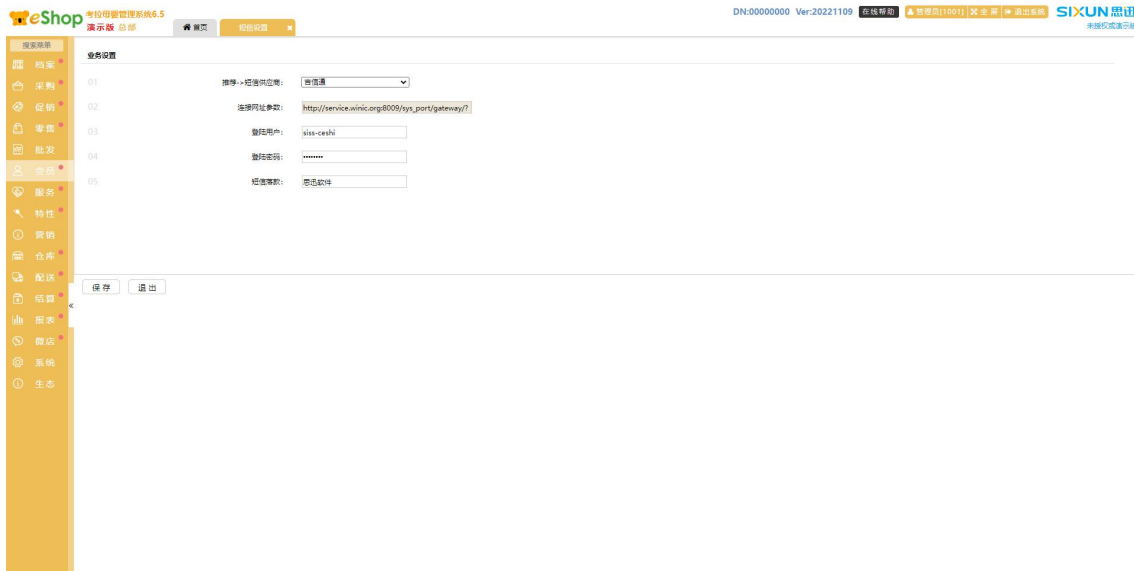 eShop 考拉母婴管理系统6.5
演示版 总部
首页
短信设置 ×
DN:00000000 Ver:20221109 在线帮助 管理员[1001] 全屏 退出系统
SIXUN思迅
未授权或演示版
搜索菜单
档案
采购
促销
零售
批发
会员
服务
特性
营销
仓库
配送
结算
报表
微店
系统
生态
«
业务设置
01 推荐->短信供应商: 吉信通
02 连接网址参数: http://service.winic.org:8009/sys_port/gateway/?
03 登陆用户: siss-ceshi
04 登陆密码: ••••••••
05 短信落款: 思迅软件
保存 退出